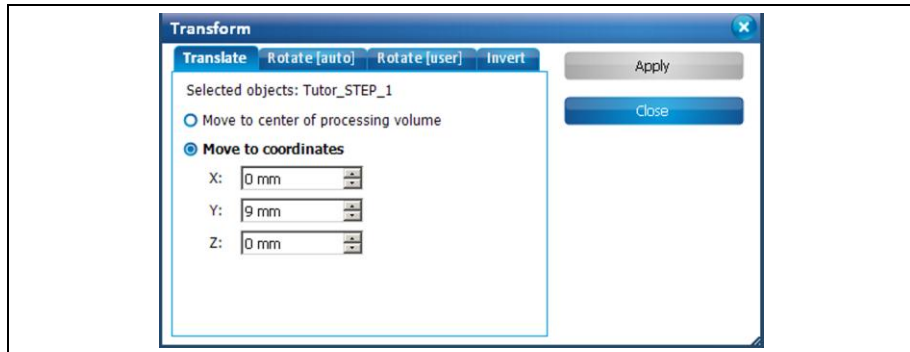 Transform
Translate Rotate [auto] Rotate [user] Invert
Apply
Selected objects: Tutor_STEP_1
Close
Move to center of processing volume
Move to coordinates
X: 0 mm
Y: 9 mm
Z: 0 mm